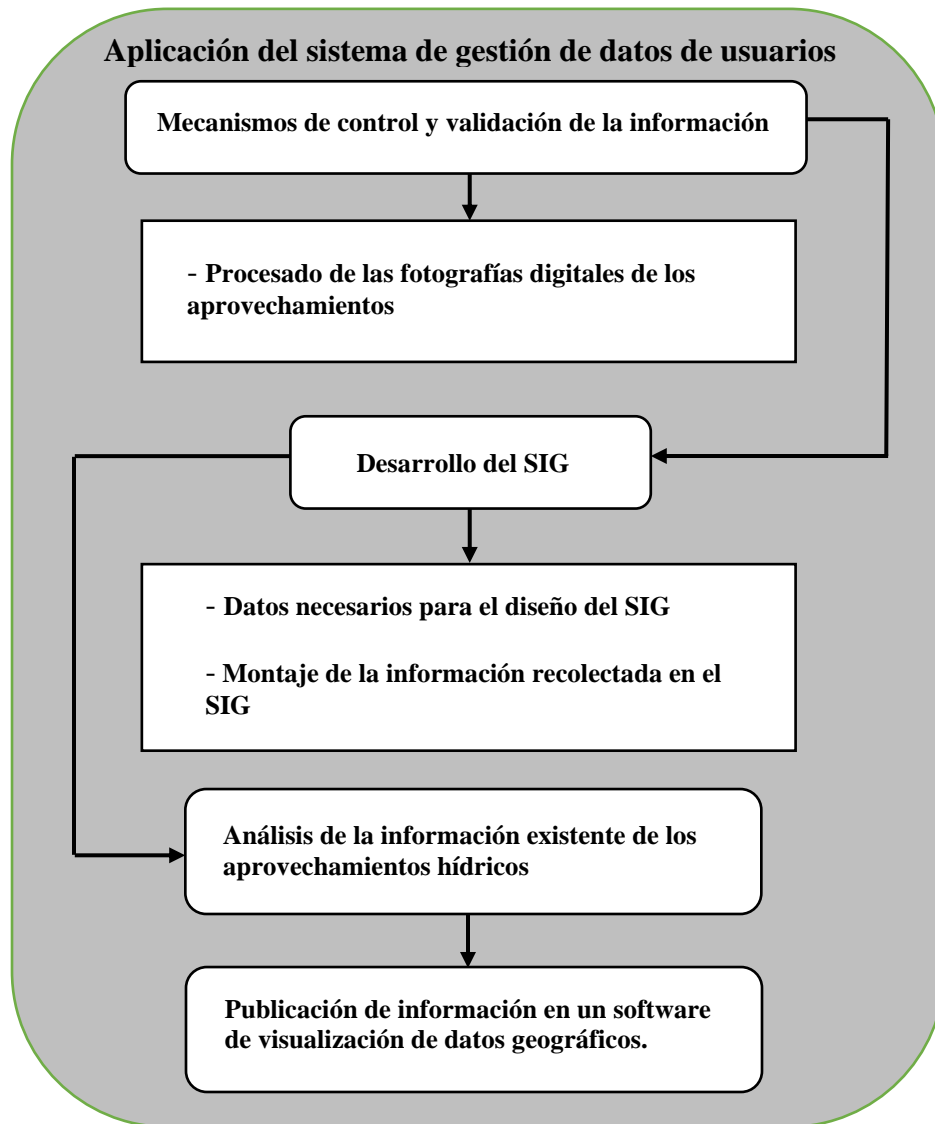 Aplicación del sistema de gestión de datos de usuarios
Mecanismos de control y validación de la información
- Procesado de las fotografías digitales de los
aprovechamientos
Desarrollo del SIG
- Datos necesarios para el diseño del SIG
- Montaje de la información recolectada en el
SIG
Análisis de la información existente de los
aprovechamientos hídricos
Publicación de información en un software
de visualización de datos geográficos.